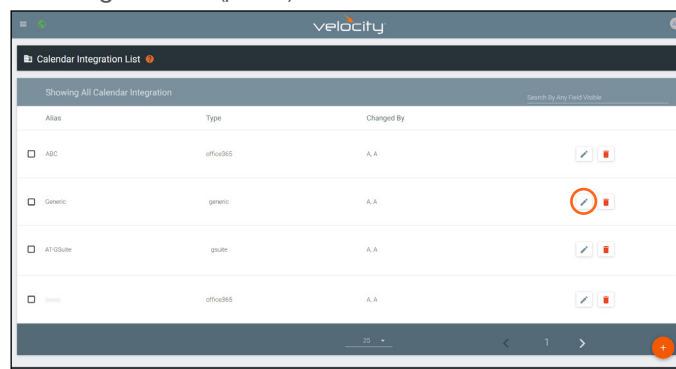 velocity
Calendar Integration List ?
Showing All Calendar Integration
Search By Any Field Visible
Alias Type Changed By
ABC office365 A, A
Generic generic A, A
AT-GSuite gsuite A, A
office365 A, A
25
1